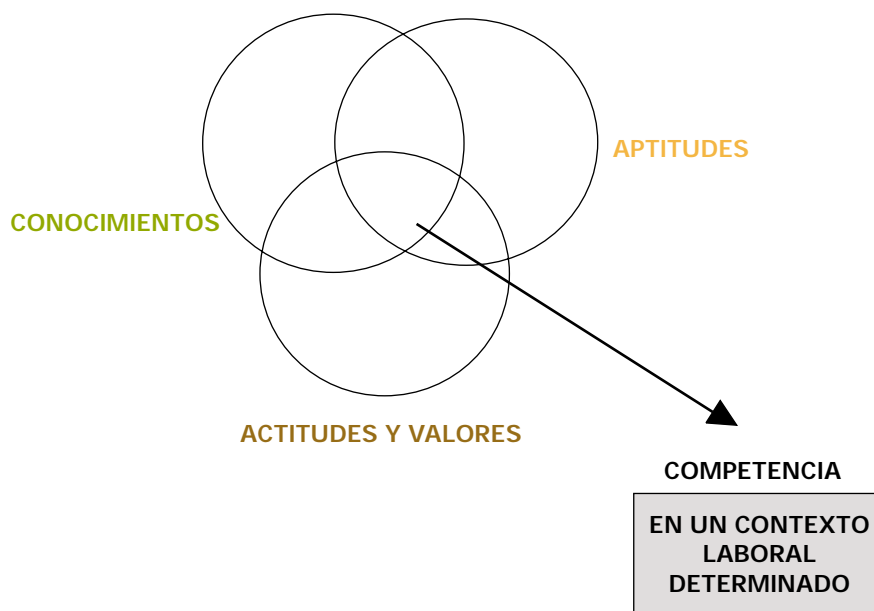 APTITUDES
CONOCIMIENTOS
ACTITUDES Y VALORES
COMPETENCIA
EN UN CONTEXTO
LABORAL
DETERMINADO